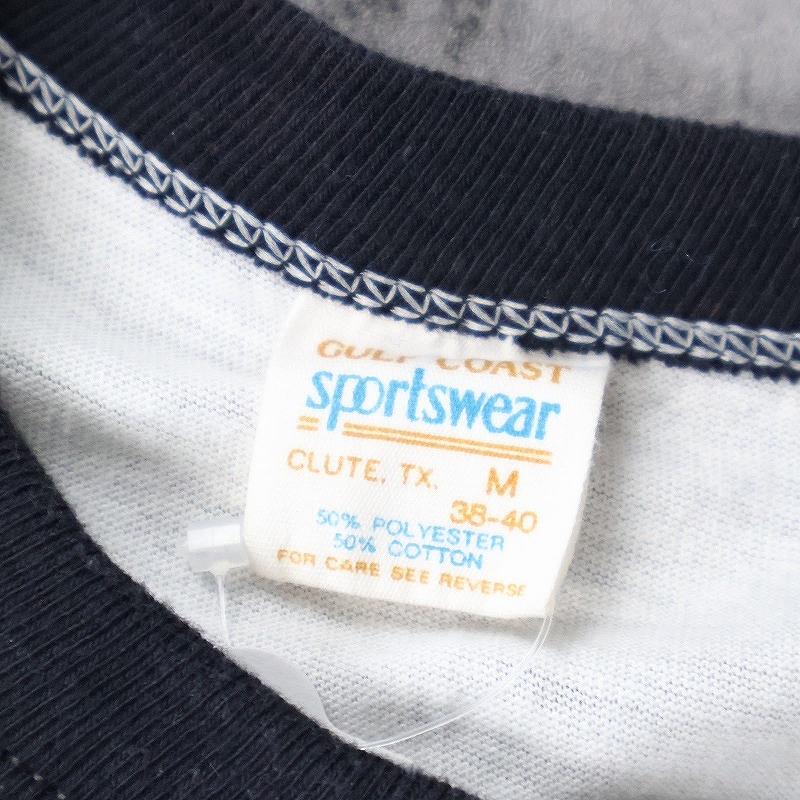 GULF COAST
sportswear
CLUTE, TX. M
38-40
50% POLYESTER
50% COTTON
FOR CARE SEE REVERSE